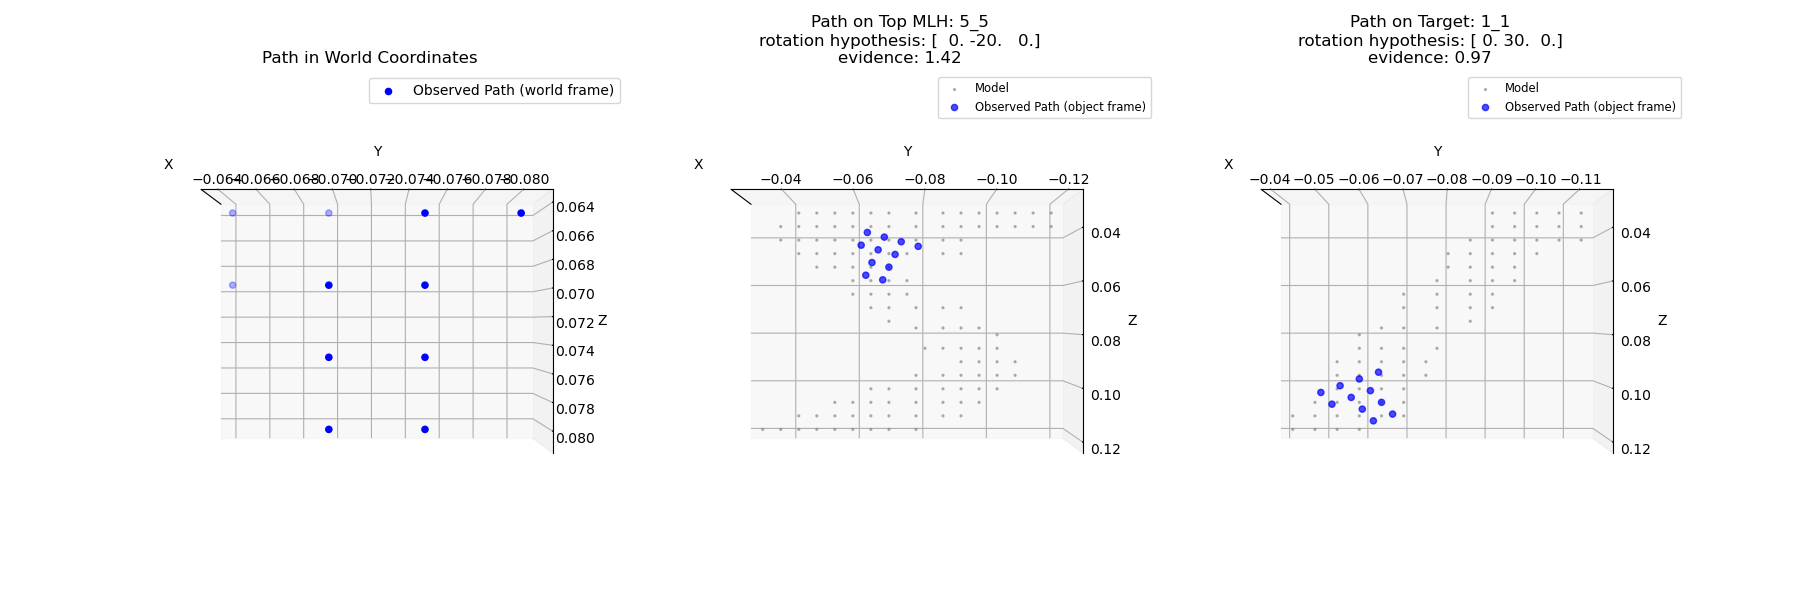 Path in World Coordinates
Observed Path (world frame)
X
Y
−0.064 −0.066 −0.068 −0.070 −0.072 −0.074 −0.076 −0.078 −0.080
0.064
0.066
0.068
0.070
0.072
Z
0.074
0.076
0.078
0.080
Path on Top MLH: 5_5
rotation hypothesis: [  0. -20.   0.]
evidence: 1.42
Model
Observed Path (object frame)
X
Y
−0.04 −0.06 −0.08 −0.10 −0.12
0.04
0.06
Z
0.08
0.10
0.12
Path on Target: 1_1
rotation hypothesis: [ 0. 30.  0.]
evidence: 0.97
Model
Observed Path (object frame)
X
Y
−0.04 −0.05 −0.06 −0.07 −0.08 −0.09 −0.10 −0.11
0.04
0.06
Z
0.08
0.10
0.12